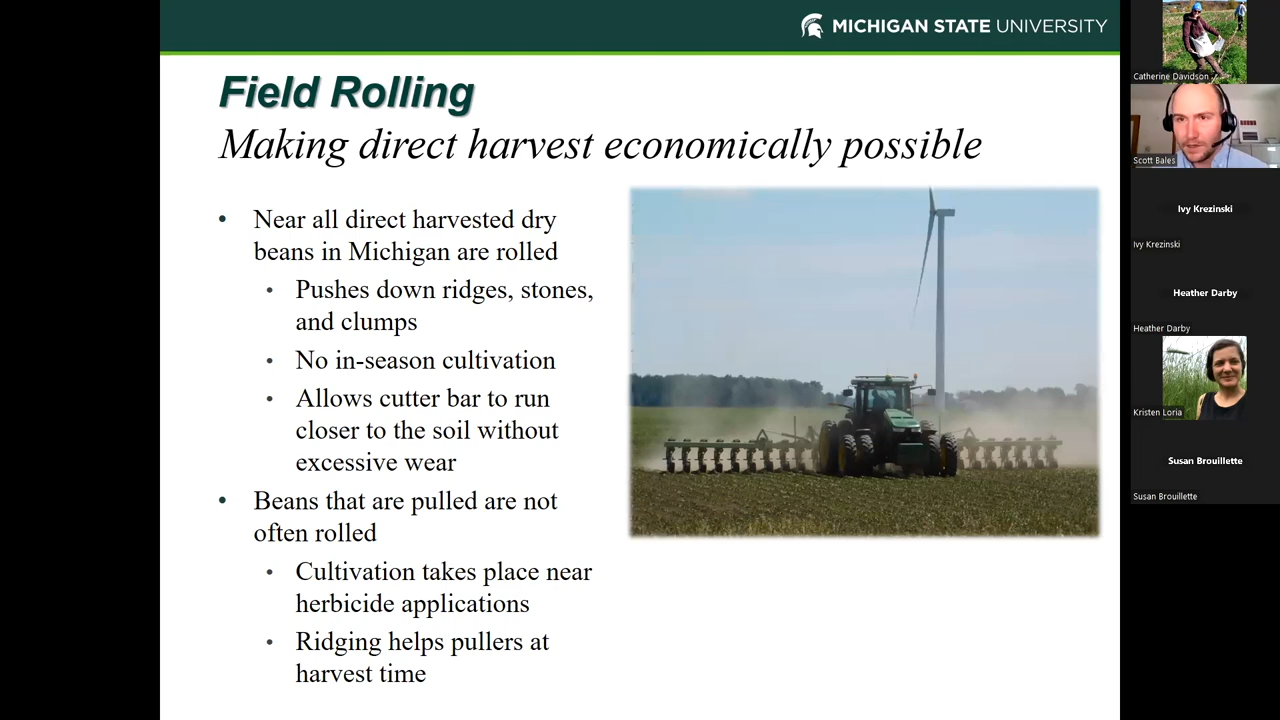 MICHIGAN STATE UNIVERSITY
Field Rolling
Making direct harvest economically possible
• Near all direct harvested dry
beans in Michigan are rolled
• Pushes down ridges, stones,
and clumps
• No in-season cultivation
• Allows cutter bar to run
closer to the soil without
excessive wear
• Beans that are pulled are not
often rolled
• Cultivation takes place near
herbicide applications
• Ridging helps pullers at
harvest time
Catherine Davidson
Scott Bales
Ivy Krezinski
Ivy Krezinski
Heather Darby
Heather Darby
Kristen Loria
Susan Brouillette
Susan Brouillette